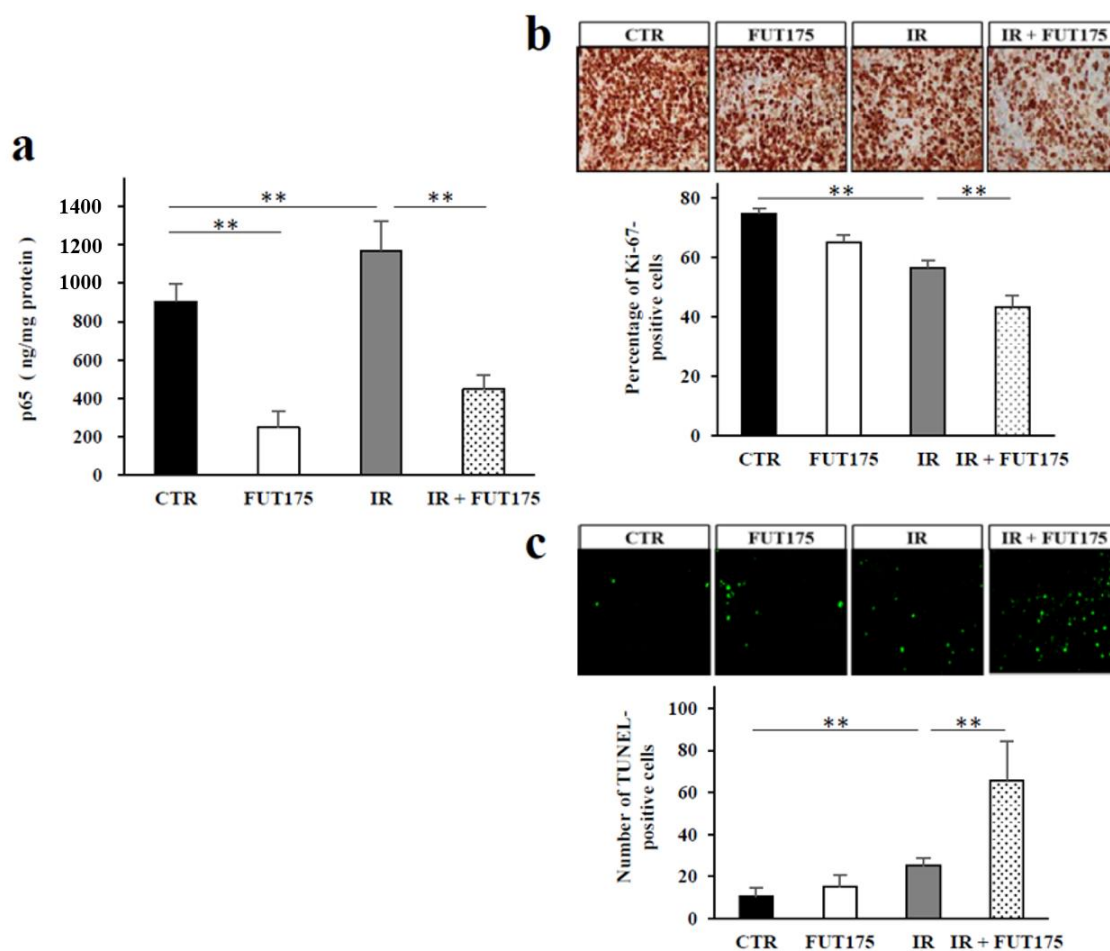 a
p65 ( ng/mg protein )
1400
1200
1000
800
600
400
200
0
**
**
**
CTR FUT175 IR IR + FUT175
b
CTR FUT175 IR IR + FUT175
Percentage of Ki-67-
positive cells
80
60
40
20
0
** **
CTR FUT175 IR IR + FUT175
c
CTR FUT175 IR IR + FUT175
Number of TUNEL-
positive cells
100
80
60
40
20
0
** **
CTR FUT175 IR IR + FUT175